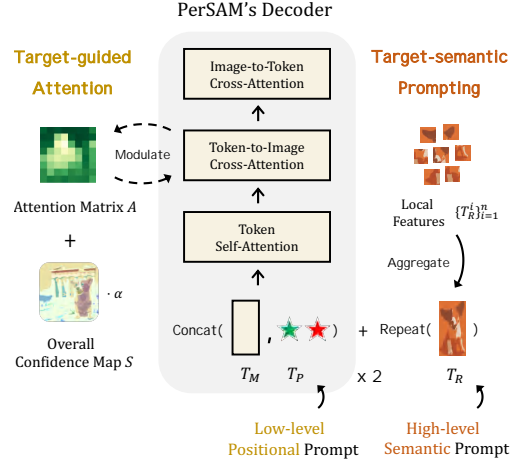 PerSAM's Decoder
Target-guided
Attention
Modulate
Attention Matrix A
+
· α
Overall
Confidence Map S
Image-to-Token
Cross-Attention
Token-to-Image
Cross-Attention
Token
Self-Attention
Concat( , )
T_M T_P
x 2
+
Target-semantic
Prompting
Local
Features {T_R^i}_{i=1}^n
Aggregate
Repeat( )
T_R
Low-level
Positional Prompt
High-level
Semantic Prompt